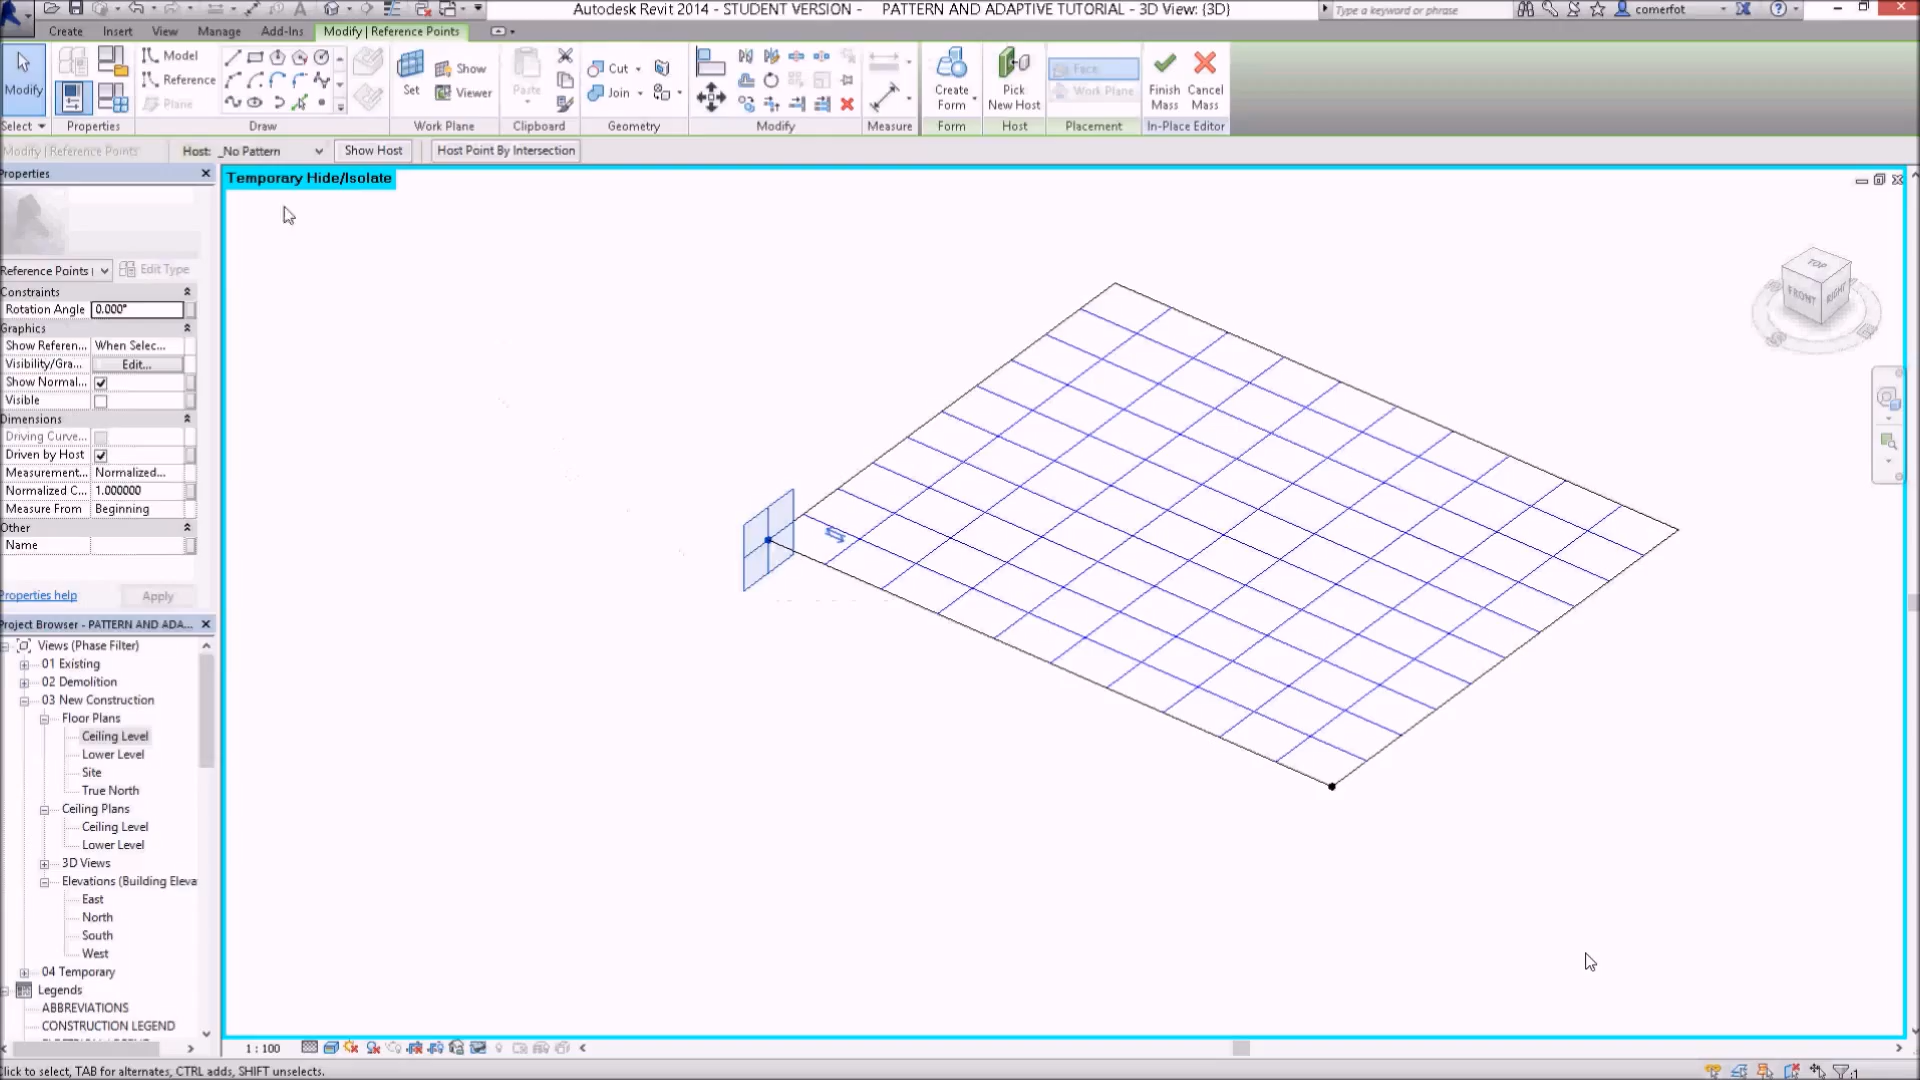 Autodesk Revit 2014 - STUDENT VERSION - PATTERN AND ADAPTIVE TUTORIAL - 3D View: {3D}
Type a keyword or phrase
comerfot
Create Insert View Manage Add-Ins Modify | Reference Points
Modify
Model
Reference
Plane
Set
Show
Viewer
Paste
Cut
Join
Create Form
Pick New Host
Face
Work Plane
Finish Mass
Cancel Mass
Select Properties Draw Work Plane Clipboard Geometry Modify Measure Form Host Placement In-Place Editor
Modify | Reference Points Host: _No Pattern Show Host Host Point By Intersection
Properties
Temporary Hide/Isolate
Reference Points ( Edit Type
Constraints
Rotation Angle 0.000°
Graphics
Show Referen... When Selec...
Visibility/Gra... Edit...
Show Normal...
Visible
Dimensions
Driving Curve...
Driven by Host
Measurement... Normalized...
Normalized C... 1.000000
Measure From Beginning
Other
Name
Properties help Apply
TOP
FRONT
RIGHT
Project Browser - PATTERN AND ADA...
Views (Phase Filter)
01 Existing
02 Demolition
03 New Construction
Floor Plans
Ceiling Level
Lower Level
Site
True North
Ceiling Plans
Ceiling Level
Lower Level
3D Views
Elevations (Building Eleva
East
North
South
West
04 Temporary
Legends
ABBREVIATIONS
CONSTRUCTION LEGEND
1 : 100
Click to select, TAB for alternates, CTRL adds, SHIFT unselects.
:1